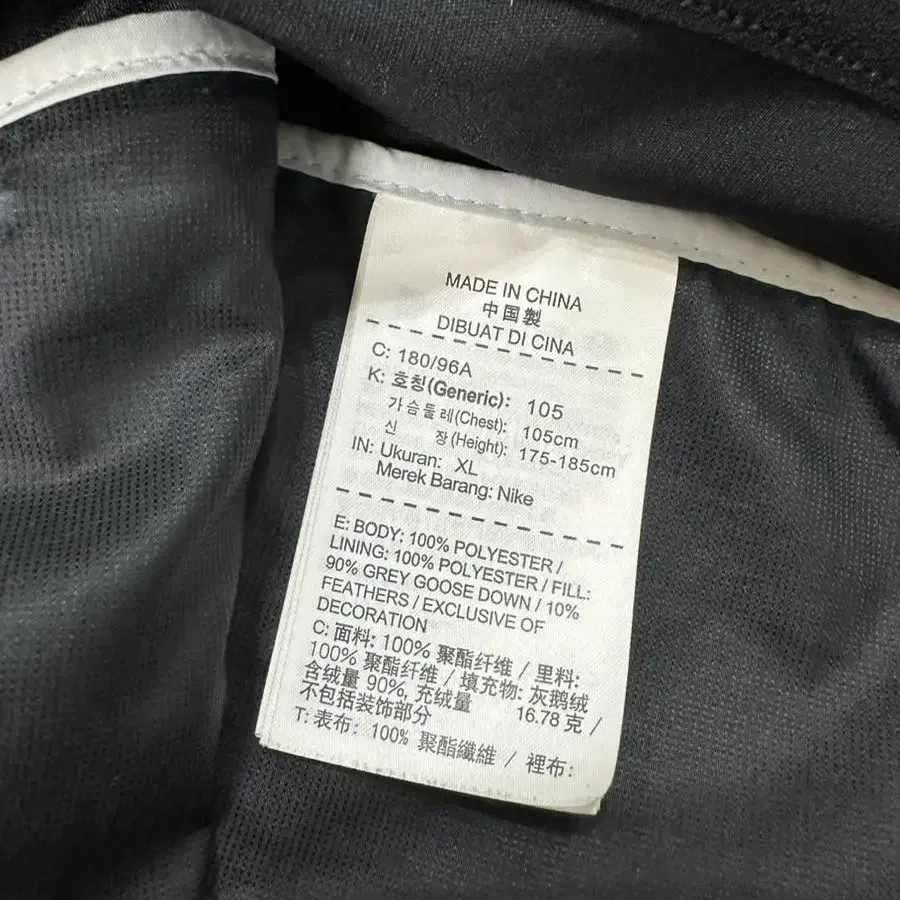 MADE IN CHINA
中国製
DIBUAT DI CINA
C: 180/96A
K: 호칭(Generic): 105
가슴둘레(Chest): 105cm
신 장(Height): 175-185cm
IN: Ukuran: XL
Merek Barang: Nike
E: BODY: 100% POLYESTER /
LINING: 100% POLYESTER / FILL:
90% GREY GOOSE DOWN / 10%
FEATHERS / EXCLUSIVE OF
DECORATION
C: 面料: 100% 聚酯纤维 / 里料:
100% 聚酯纤维 / 填充物: 灰鹅绒
含绒量 90%, 充绒量 16.78 克 /
不包括装饰部分
T: 表布: 100% 聚酯纖維 / 裡布: